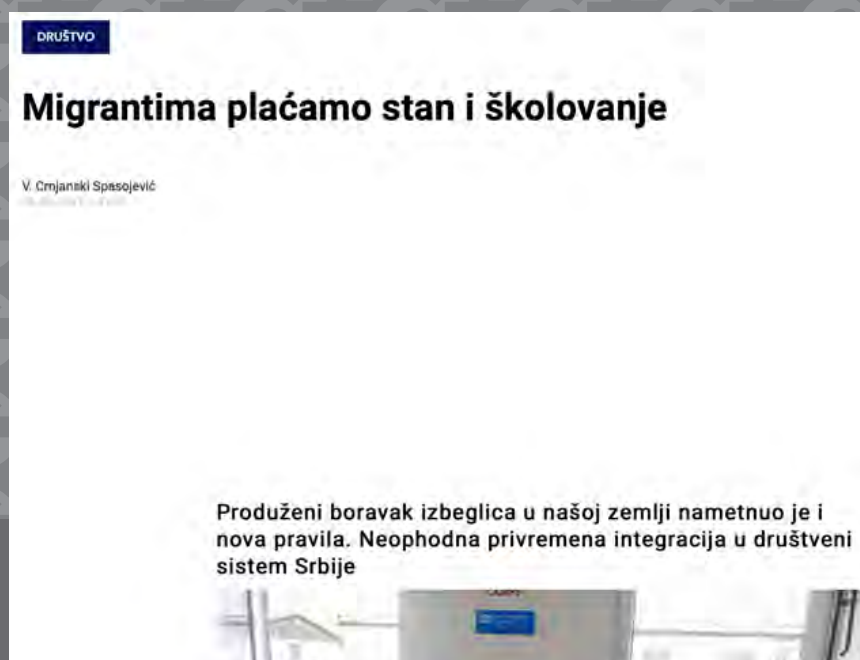 DRUŠTVO
Migrantima plaćamo stan i školovanje
V. Crnjanski Spasojević
Produženi boravak izbeglica u našoj zemlji nametnuo je i
nova pravila. Neophodna privremena integracija u društveni
sistem Srbije